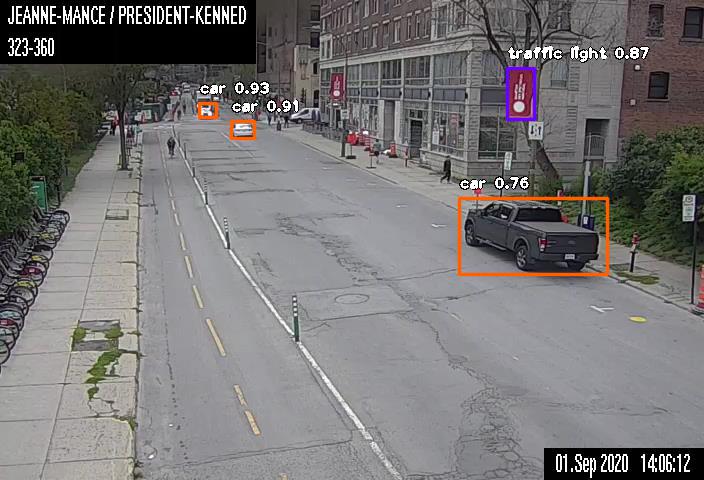 JEANNE-MANCE / PRESIDENT-KENNED
323-360
traffic light 0.87
car 0.93
car 0.91
car 0.76
01.Sep 2020 14:06:12